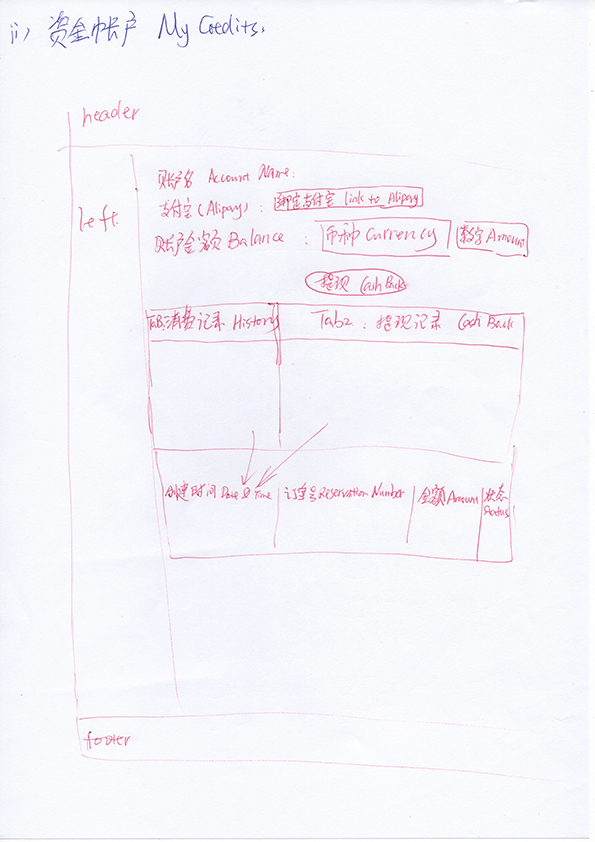 ii) 资金帐户 My Credits.
header
left
账户名 Account Name:
支付宝(Alipay): 绑定支付宝 link to Alipay
账户金额 Balance: 币种 Currency 数字 Amount
提现 Cash Back
Tab1:消费记录 History Tab2: 提现记录 Cash Back
创建时间 Date & Time 订单号 Reservation Number 金额 Amount 状态 Status
footer